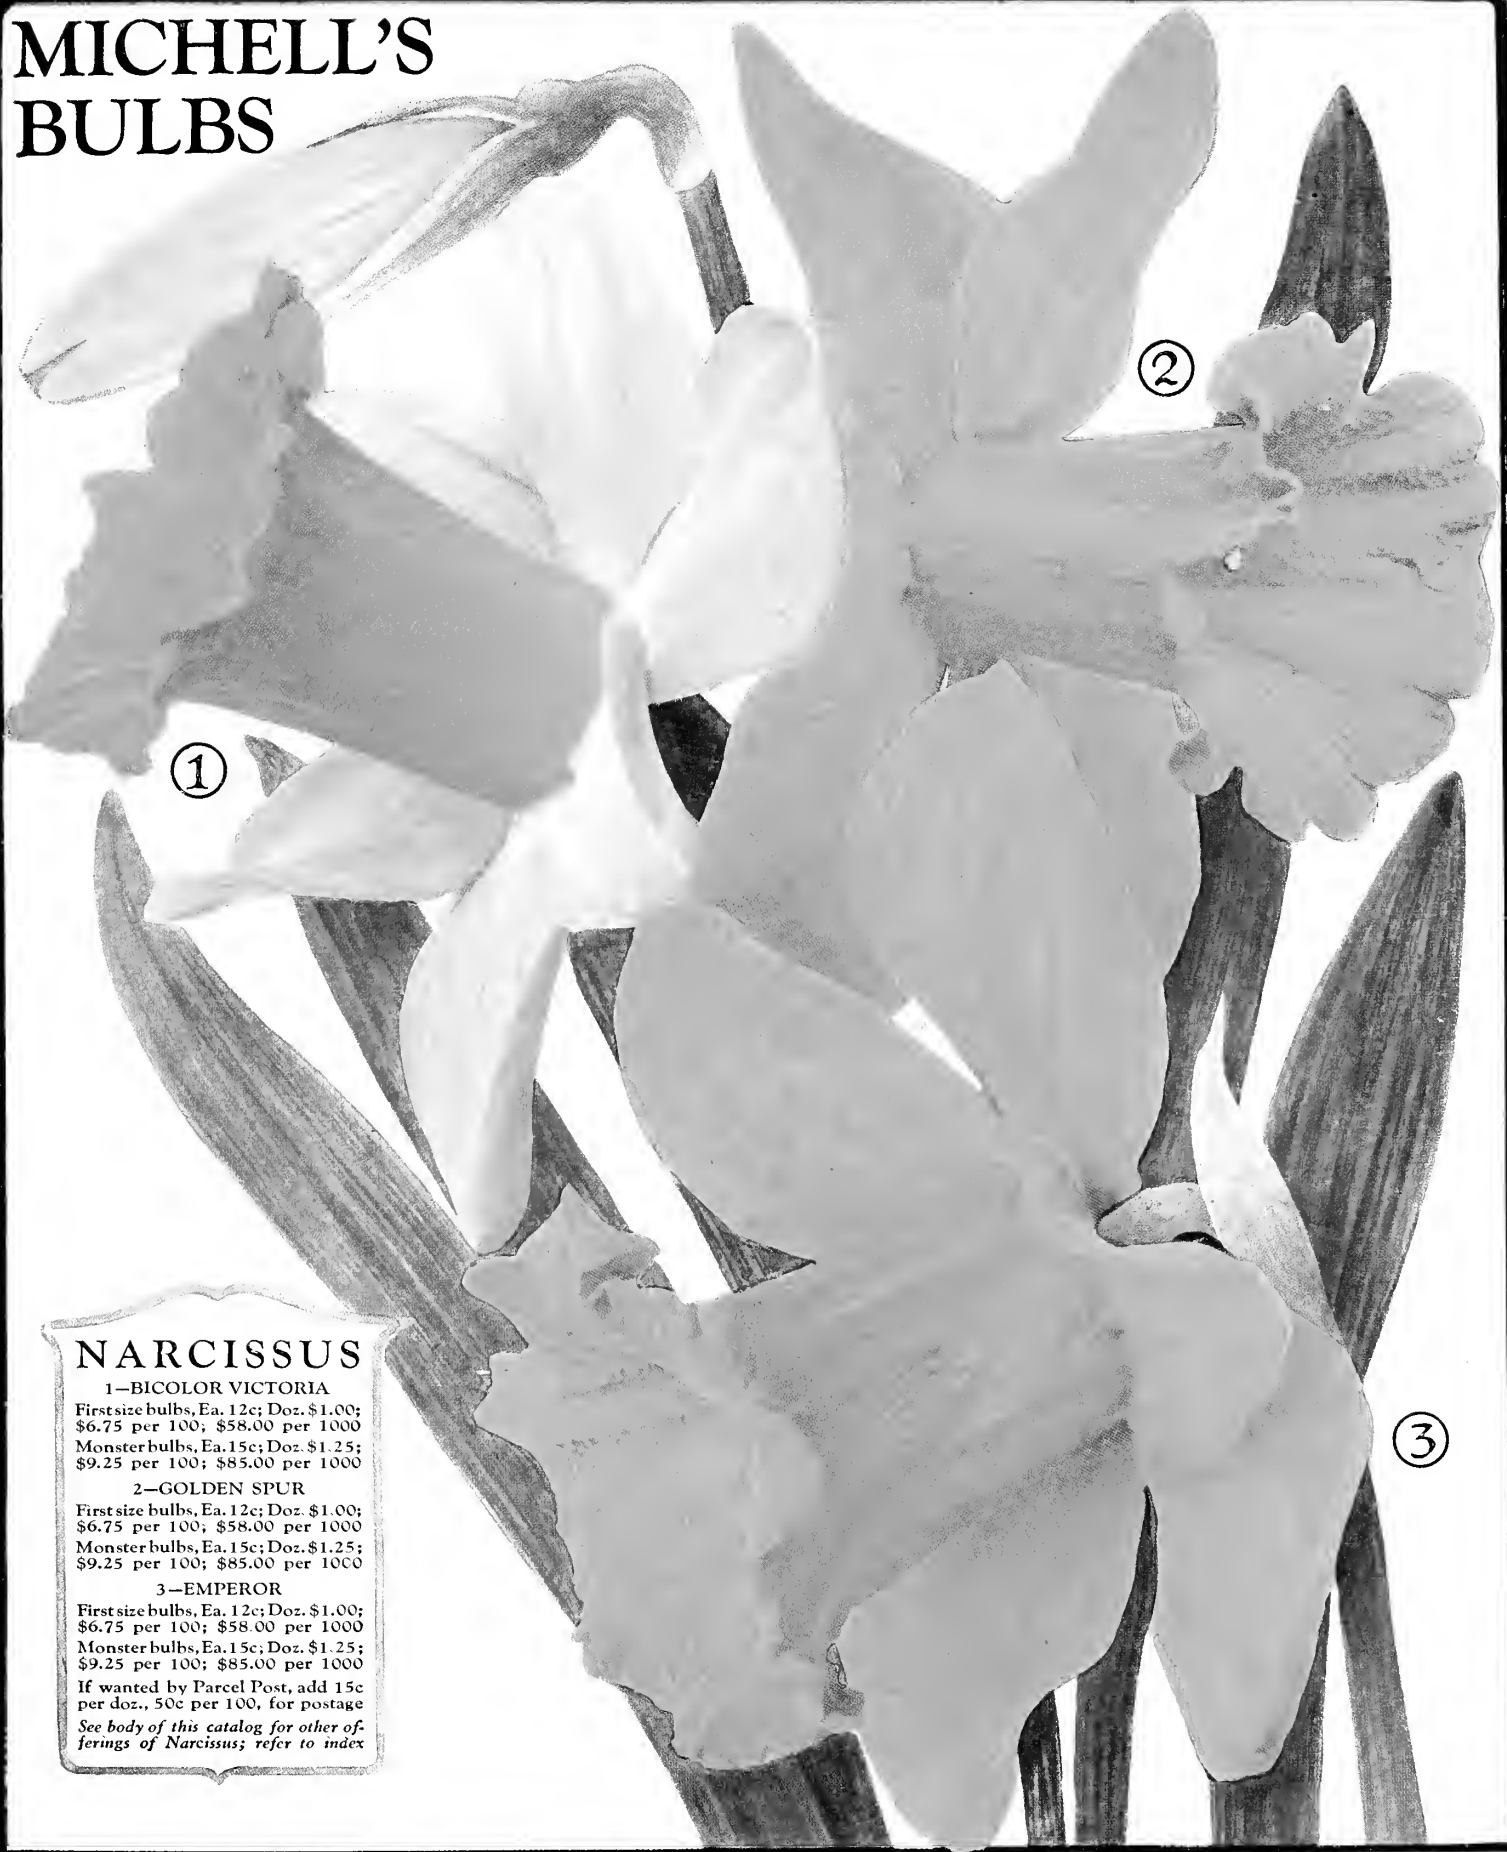 MICHELL'S
BULBS
②
①
③
NARCISSUS
1—BICOLOR VICTORIA
First size bulbs, Ea. 12c; Doz. $1.00;
$6.75 per 100; $58.00 per 1000
Monster bulbs, Ea. 15c; Doz. $1.25;
$9.25 per 100; $85.00 per 1000
2—GOLDEN SPUR
First size bulbs, Ea. 12c; Doz. $1.00;
$6.75 per 100; $58.00 per 1000
Monster bulbs, Ea. 15c; Doz. $1.25;
$9.25 per 100; $85.00 per 1000
3—EMPEROR
First size bulbs, Ea. 12c; Doz. $1.00;
$6.75 per 100; $58.00 per 1000
Monster bulbs, Ea. 15c; Doz. $1.25;
$9.25 per 100; $85.00 per 1000
If wanted by Parcel Post, add 15c
per doz., 50c per 100, for postage
See body of this catalog for other of-
ferings of Narcissus; refer to index